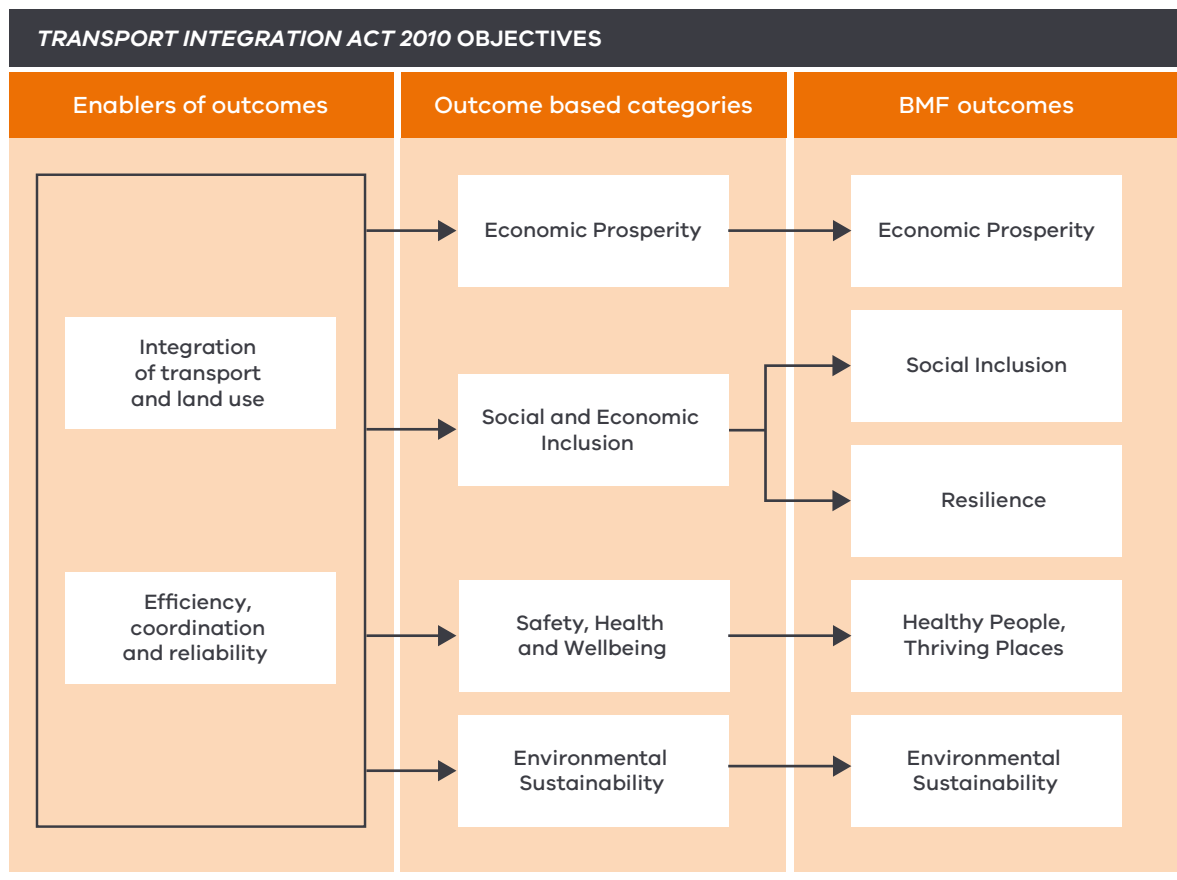 TRANSPORT INTEGRATION ACT 2010 OBJECTIVES
Enablers of outcomes
Outcome based categories
BMF outcomes
Integration
of transport
and land use
Efficiency,
coordination
and reliability
Economic Prosperity
Social and Economic
Inclusion
Safety, Health
and Wellbeing
Environmental
Sustainability
Economic Prosperity
Social Inclusion
Resilience
Healthy People,
Thriving Places
Environmental
Sustainability